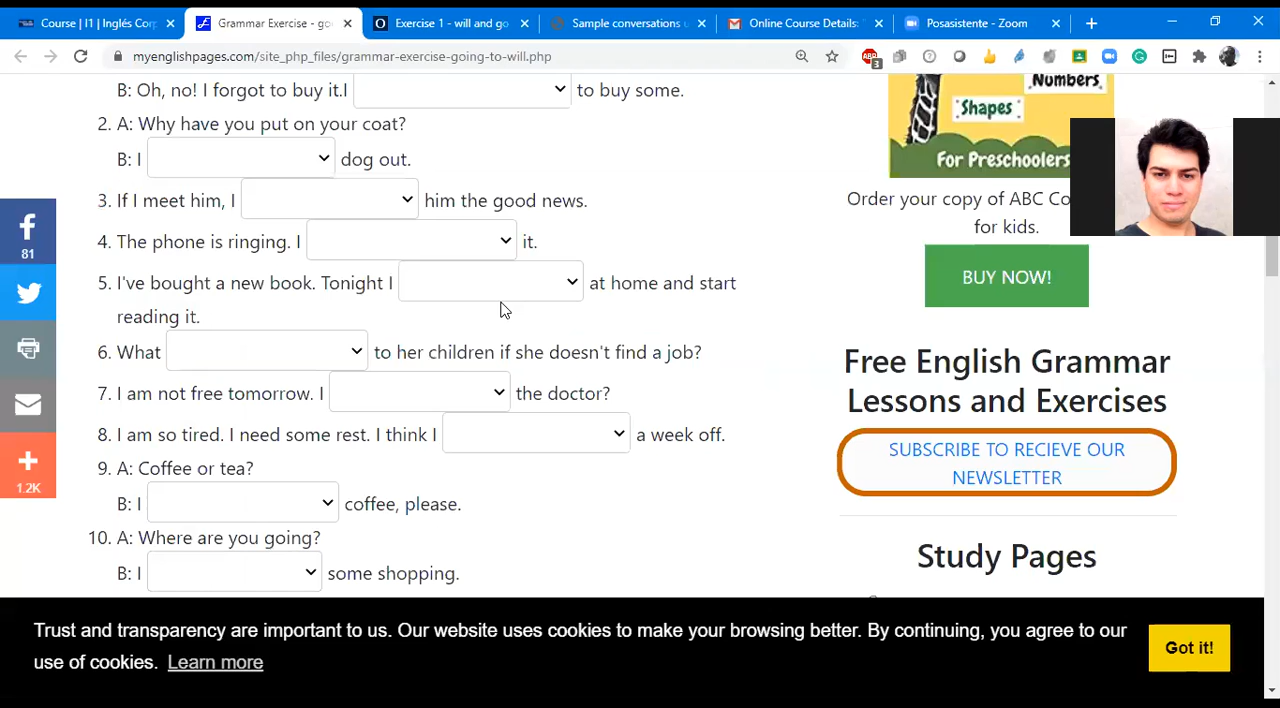 Course | I1 | Inglés Corp
Grammar Exercise - go
Exercise 1 - will and go
Sample conversations u
Online Course Details:
Posasistente - Zoom
myenglishpages.com/site_php_files/grammar-exercise-going-to-will.php
3
B: Oh, no! I forgot to buy it.I to buy some.
2. A: Why have you put on your coat?
B: I dog out.
3. If I meet him, I him the good news.
4. The phone is ringing. I it.
5. I've bought a new book. Tonight I at home and start
reading it.
6. What to her children if she doesn't find a job?
7. I am not free tomorrow. I the doctor?
8. I am so tired. I need some rest. I think I a week off.
9. A: Coffee or tea?
B: I coffee, please.
10. A: Where are you going?
B: I some shopping.
81
1.2K
Numbers
Shapes
For Preschoolers
Order your copy of ABC Co
for kids.
BUY NOW!
Free English Grammar
Lessons and Exercises
SUBSCRIBE TO RECIEVE OUR
NEWSLETTER
Study Pages
Trust and transparency are important to us. Our website uses cookies to make your browsing better. By continuing, you agree to our
use of cookies. Learn more
Got it!